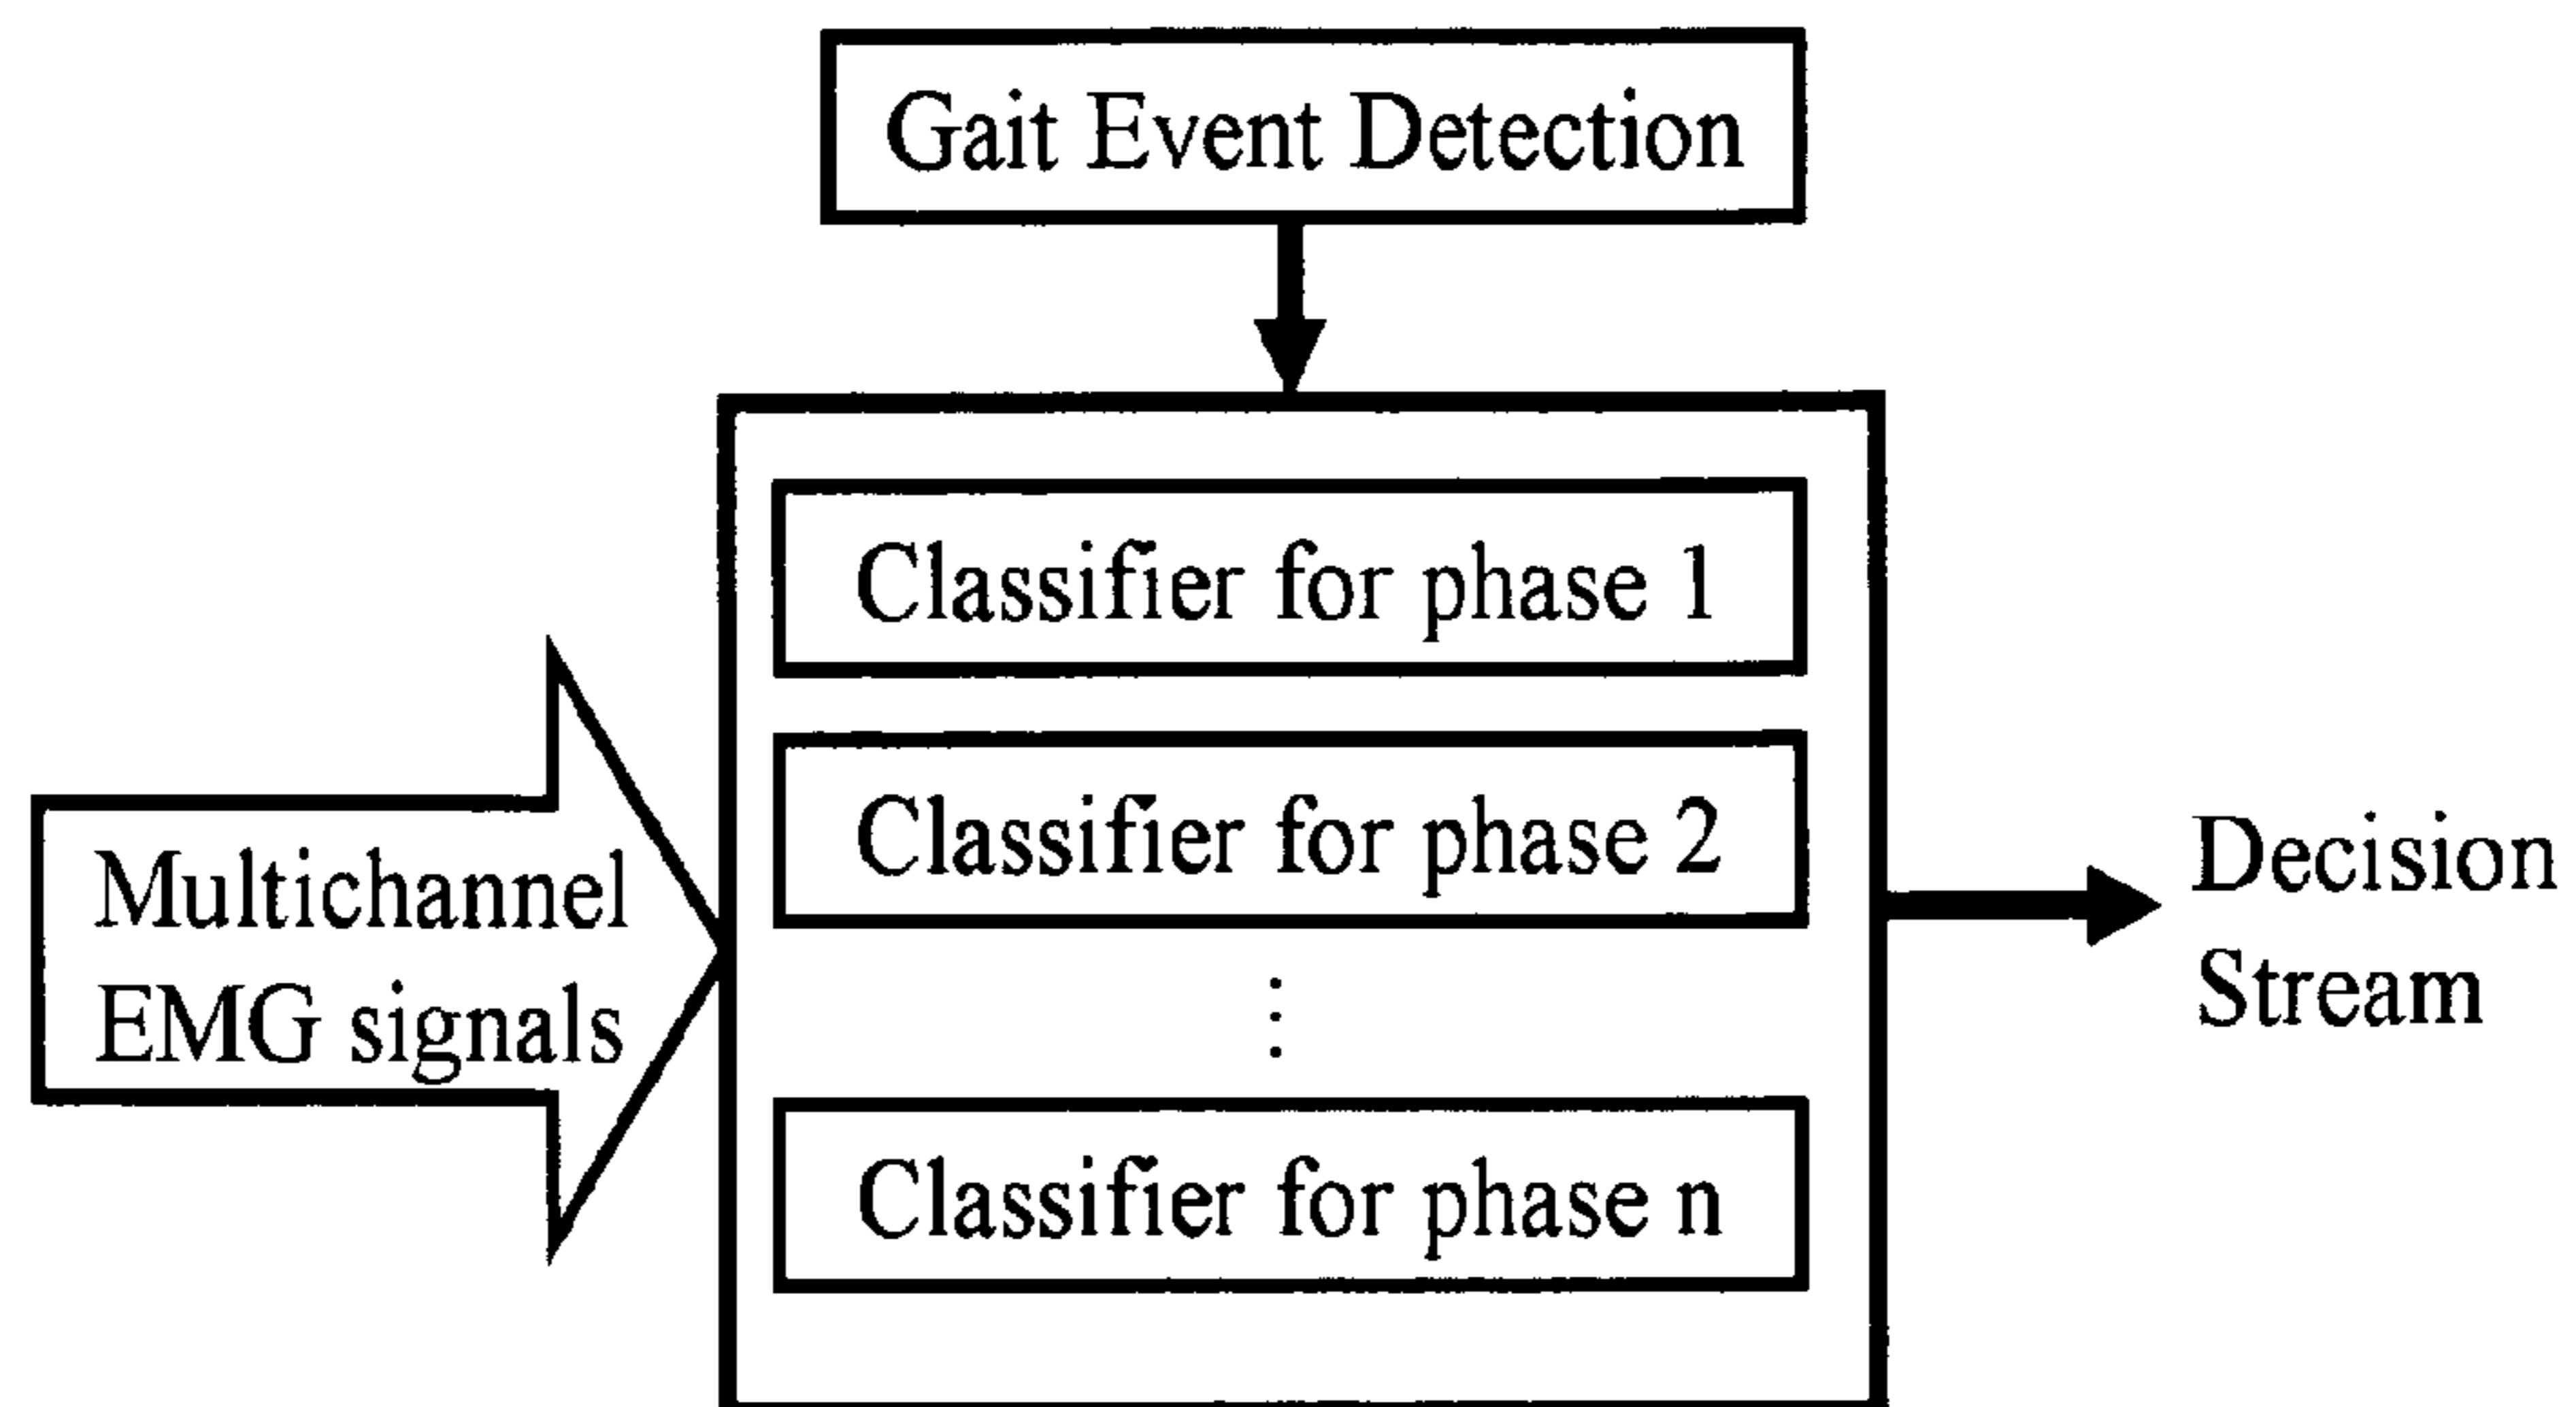 Gait Event Detection
Classifier for phase 1
Classifier for phase 2
⋮
Classifier for phase n
Multichannel
EMG signals
Decision
Stream